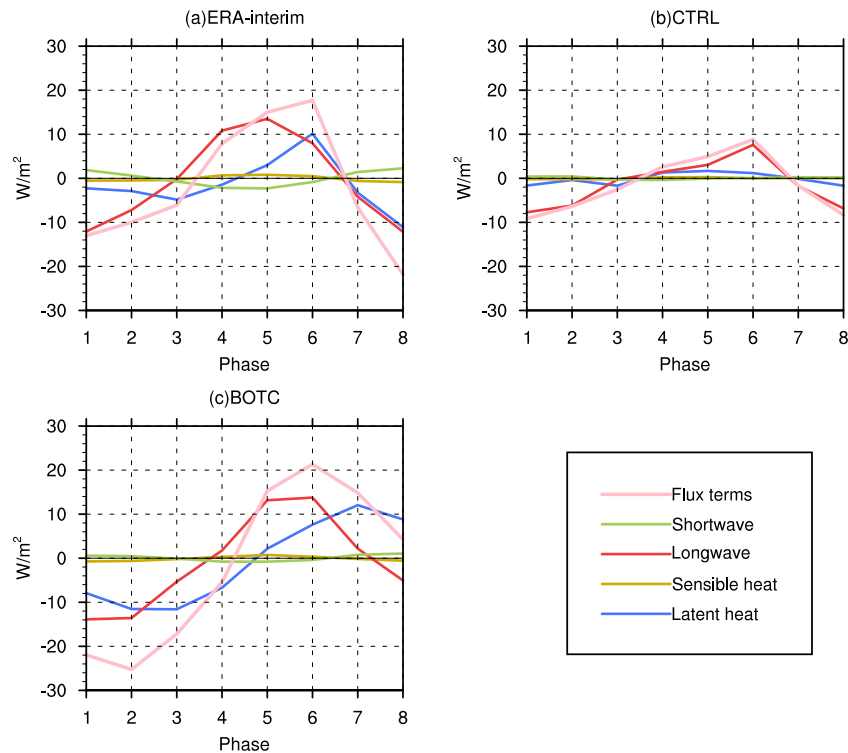 (a)ERA-interim
30
20
10
0
-10
-20
-30
W/m²
1 2 3 4 5 6 7 8
Phase
(b)CTRL
30
20
10
0
-10
-20
-30
W/m²
1 2 3 4 5 6 7 8
Phase
(c)BOTC
30
20
10
0
-10
-20
-30
W/m²
1 2 3 4 5 6 7 8
Phase
Flux terms
Shortwave
Longwave
Sensible heat
Latent heat